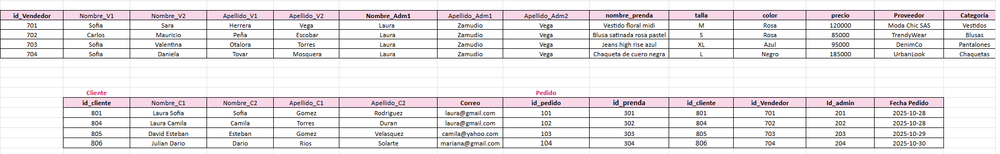 id_Vendedor Nombre_V1 Nombre_V2 Apellido_V1 Apellido_V2 Nombre_Adm1 Apellido_Adm1 Apellido_Adm2 nombre_prenda talla color precio Proveedor Categoría
701 Sofia Sara Herrera Vega Laura Zamudio Vega Vestido floral midi M Rosa 120000 Moda Chic SAS Vestidos
702 Carlos Mauricio Peña Escobar Laura Zamudio Vega Blusa satinada rosa pastel S Rosa 85000 TrendyWear Blusas
703 Sofia Valentina Otalora Torres Laura Zamudio Vega Jeans high rise azul XL Azul 95000 DenimCo Pantalones
704 Sofia Daniela Tovar Mosquera Laura Zamudio Vega Chaqueta de cuero negra L Negro 185000 UrbanLook Chaquetas
Cliente Pedido
id_cliente Nombre_C1 Nombre_C2 Apellido_C1 Apellido_C2 Correo id_pedido id_prenda id_cliente id_Vendedor Id_admin Fecha Pedido
801 Laura Sofia Sofia Gomez Rodriguez laura@gmail.com 101 301 801 701 201 2025-10-28
804 Laura Camila Camila Torres Duran laura@gmail.com 102 302 804 702 202 2025-10-28
805 David Esteban Esteban Gomez Velasquez camila@yahoo.com 103 303 805 703 203 2025-10-29
806 Julian Dario Dario Rios Solarte mariana@gmail.com 104 304 806 704 204 2025-10-30